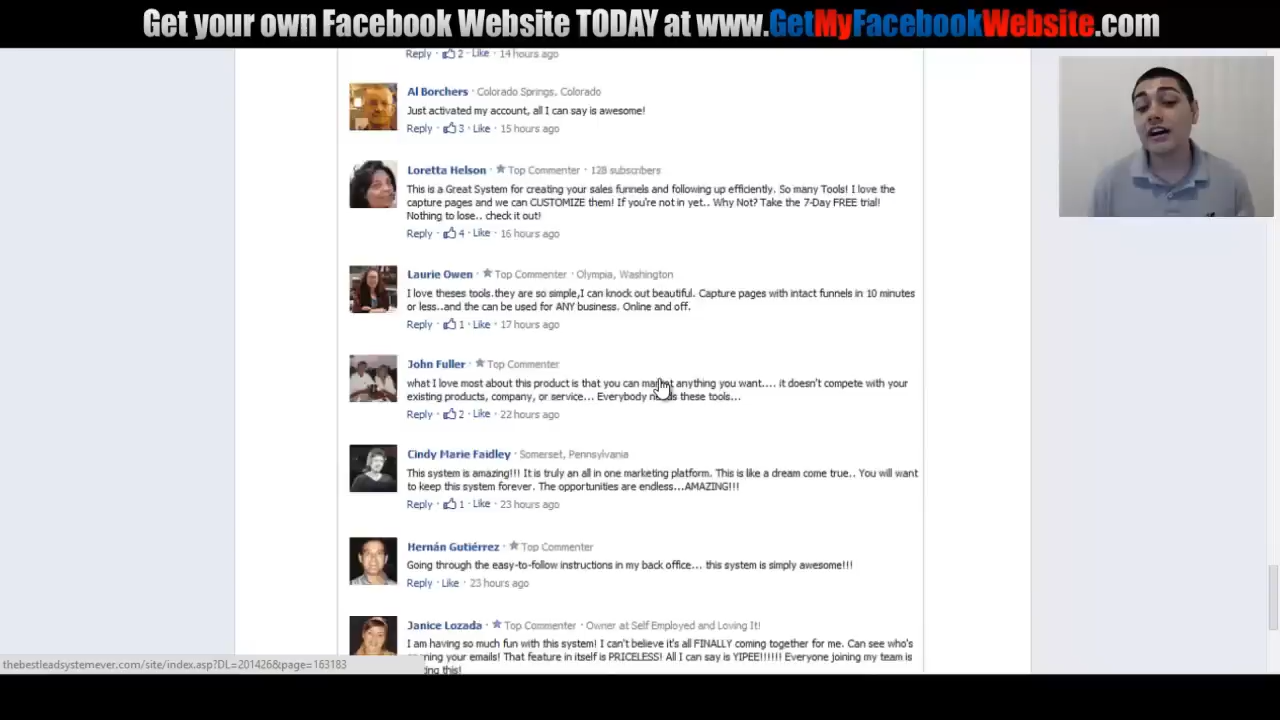 Get your own Facebook Website TODAY at www.GetMyFacebookWebsite.com
Reply · 2 · Like · 14 hours ago
Al Borchers · Colorado Springs, Colorado
Just activated my account, all I can say is awesome!
Reply · 3 · Like · 15 hours ago
Loretta Helson · Top Commenter · 128 subscribers
This is a Great System for creating your sales funnels and following up efficiently. So many Tools! I love the
capture pages and we can CUSTOMIZE them! If you're not in yet.. Why Not? Take the 7-Day FREE trial!
Nothing to lose.. check it out!
Reply · 4 · Like · 16 hours ago
Laurie Owen · Top Commenter · Olympia, Washington
I love theses tools.they are so simple,I can knock out beautiful. Capture pages with intact funnels in 10 minutes
or less..and the can be used for ANY business. Online and off.
Reply · 1 · Like · 17 hours ago
John Fuller · Top Commenter
what I love most about this product is that you can market anything you want.... it doesn't compete with your
existing products, company, or service... Everybody needs these tools...
Reply · 2 · Like · 22 hours ago
Cindy Marie Faidley · Somerset, Pennsylvania
This system is amazing!!! It is truly an all in one marketing platform. This is like a dream come true.. You will want
to keep this system forever. The opportunities are endless...AMAZING!!!
Reply · 1 · Like · 23 hours ago
Hernán Gutiérrez · Top Commenter
Going through the easy-to-follow instructions in my back office... this system is simply awesome!!!
Reply · Like · 23 hours ago
Janice Lozada · Top Commenter · Owner at Self Employed and Loving It!
I am having so much fun with this system! I can't believe it's all FINALLY coming together for me. Can see who's
opening your emails! That feature in itself is PRICELESS! All I can say is YIPEE!!!!!! Everyone joining my team is
this!
thebestleadsystemever.com/site/index.asp?DL=201426&page=163183